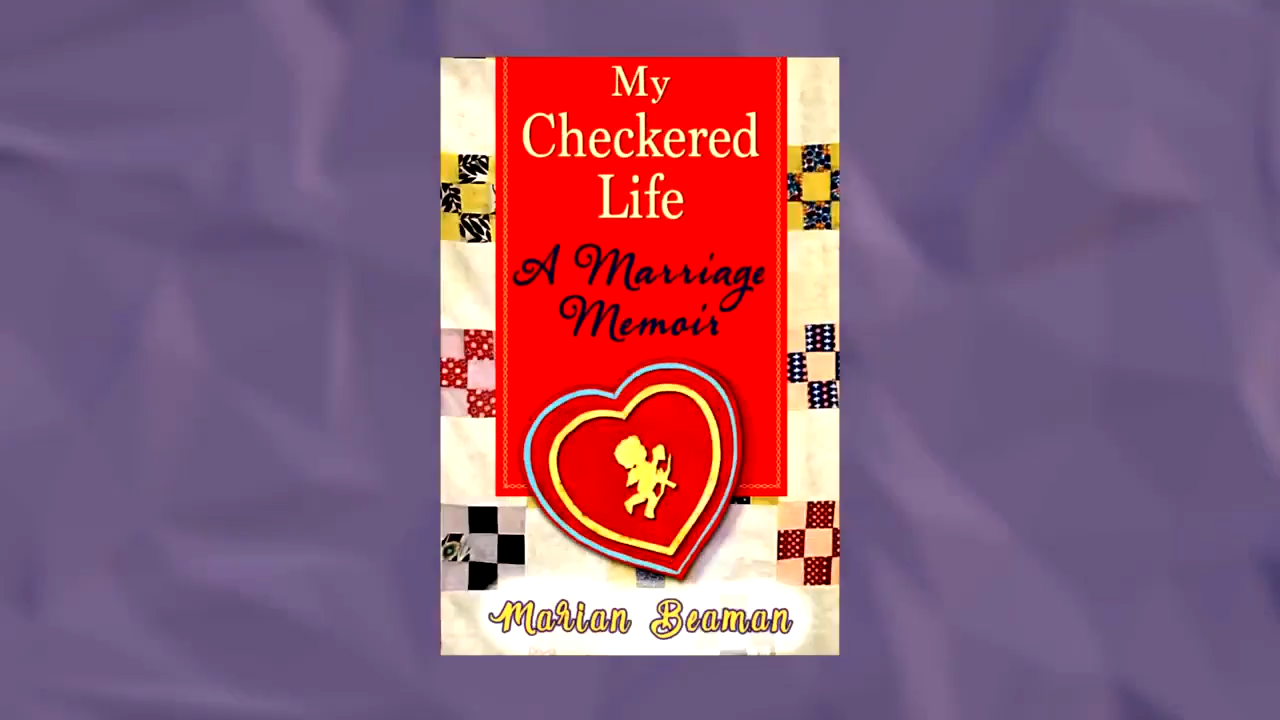 My
Checkered
Life
A Marriage
Memoir
Marian Beaman